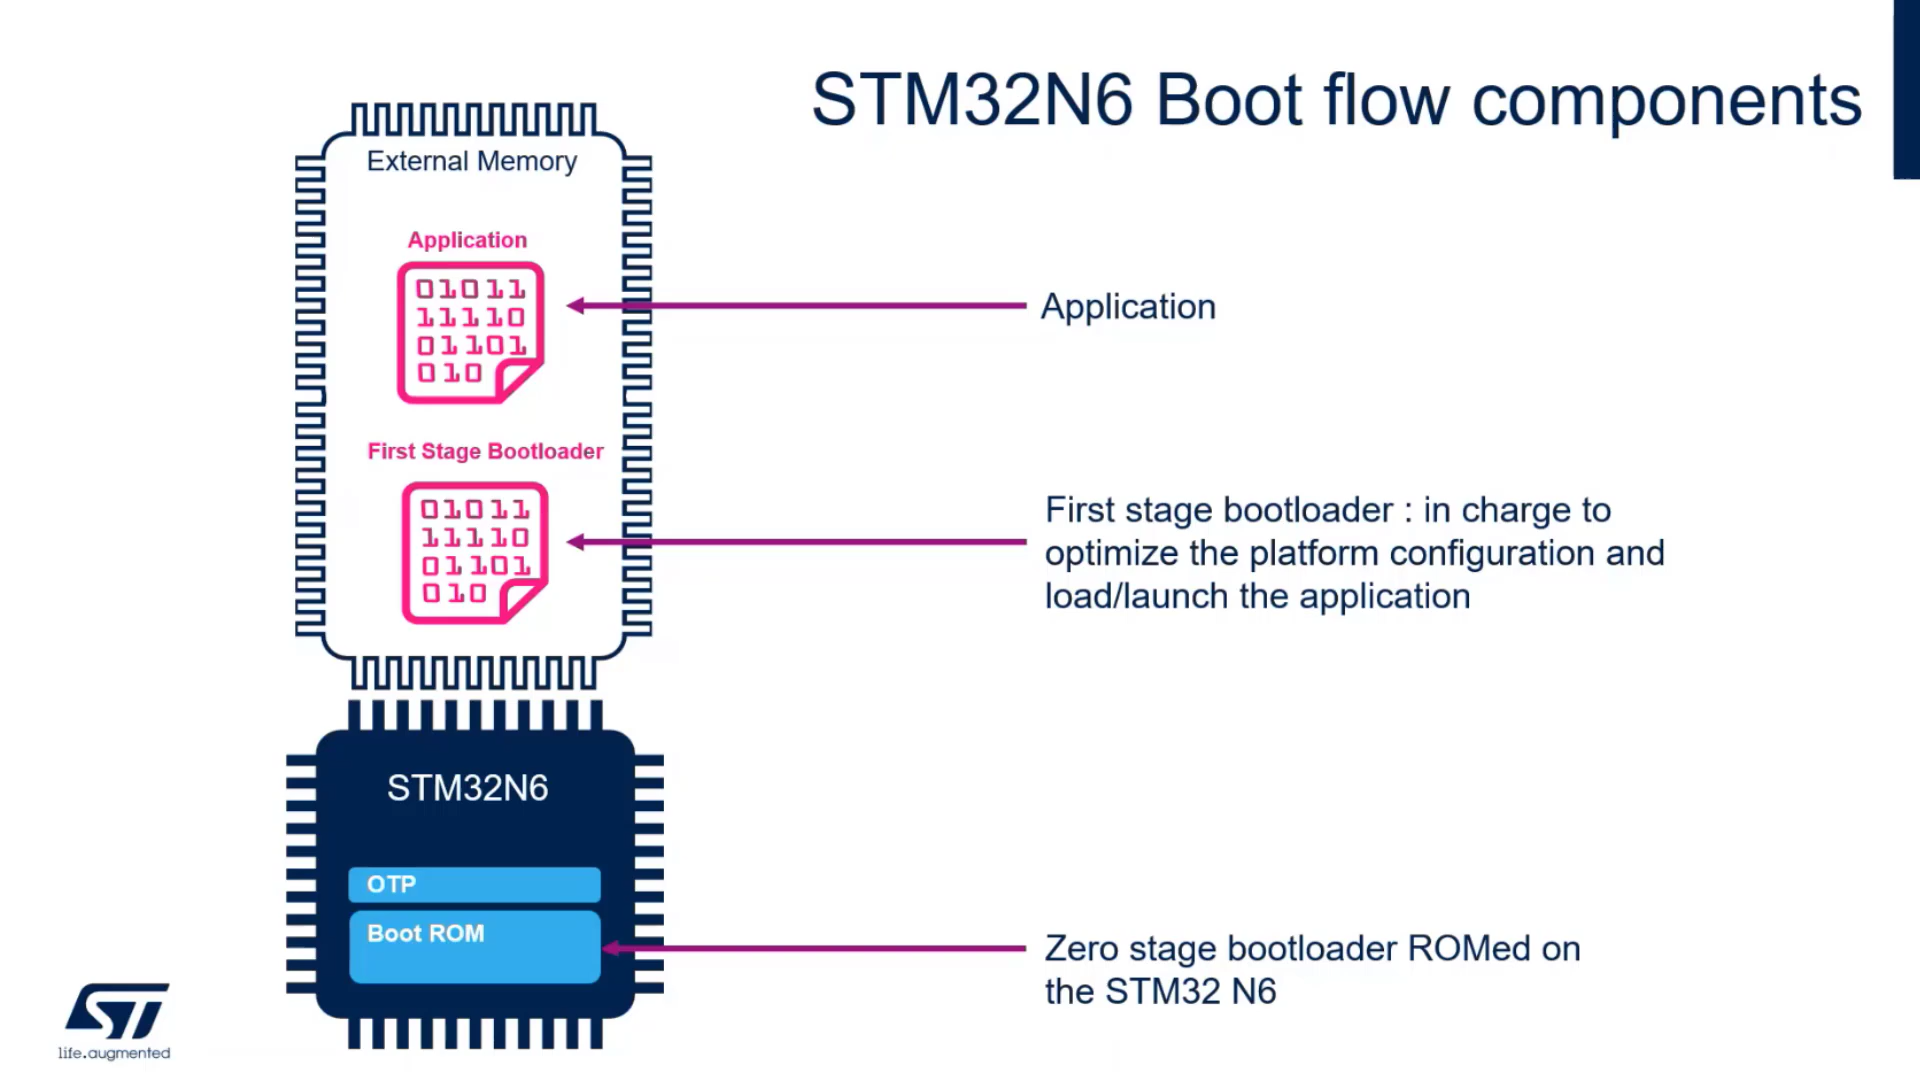 STM32N6 Boot flow components
External Memory
Application
01011
11110
01101
010
Application
First Stage Bootloader
01011
11110
01101
010
First stage bootloader : in charge to
optimize the platform configuration and
load/launch the application
STM32N6
OTP
Boot ROM
Zero stage bootloader ROMed on
the STM32 N6
ST
life.augmented